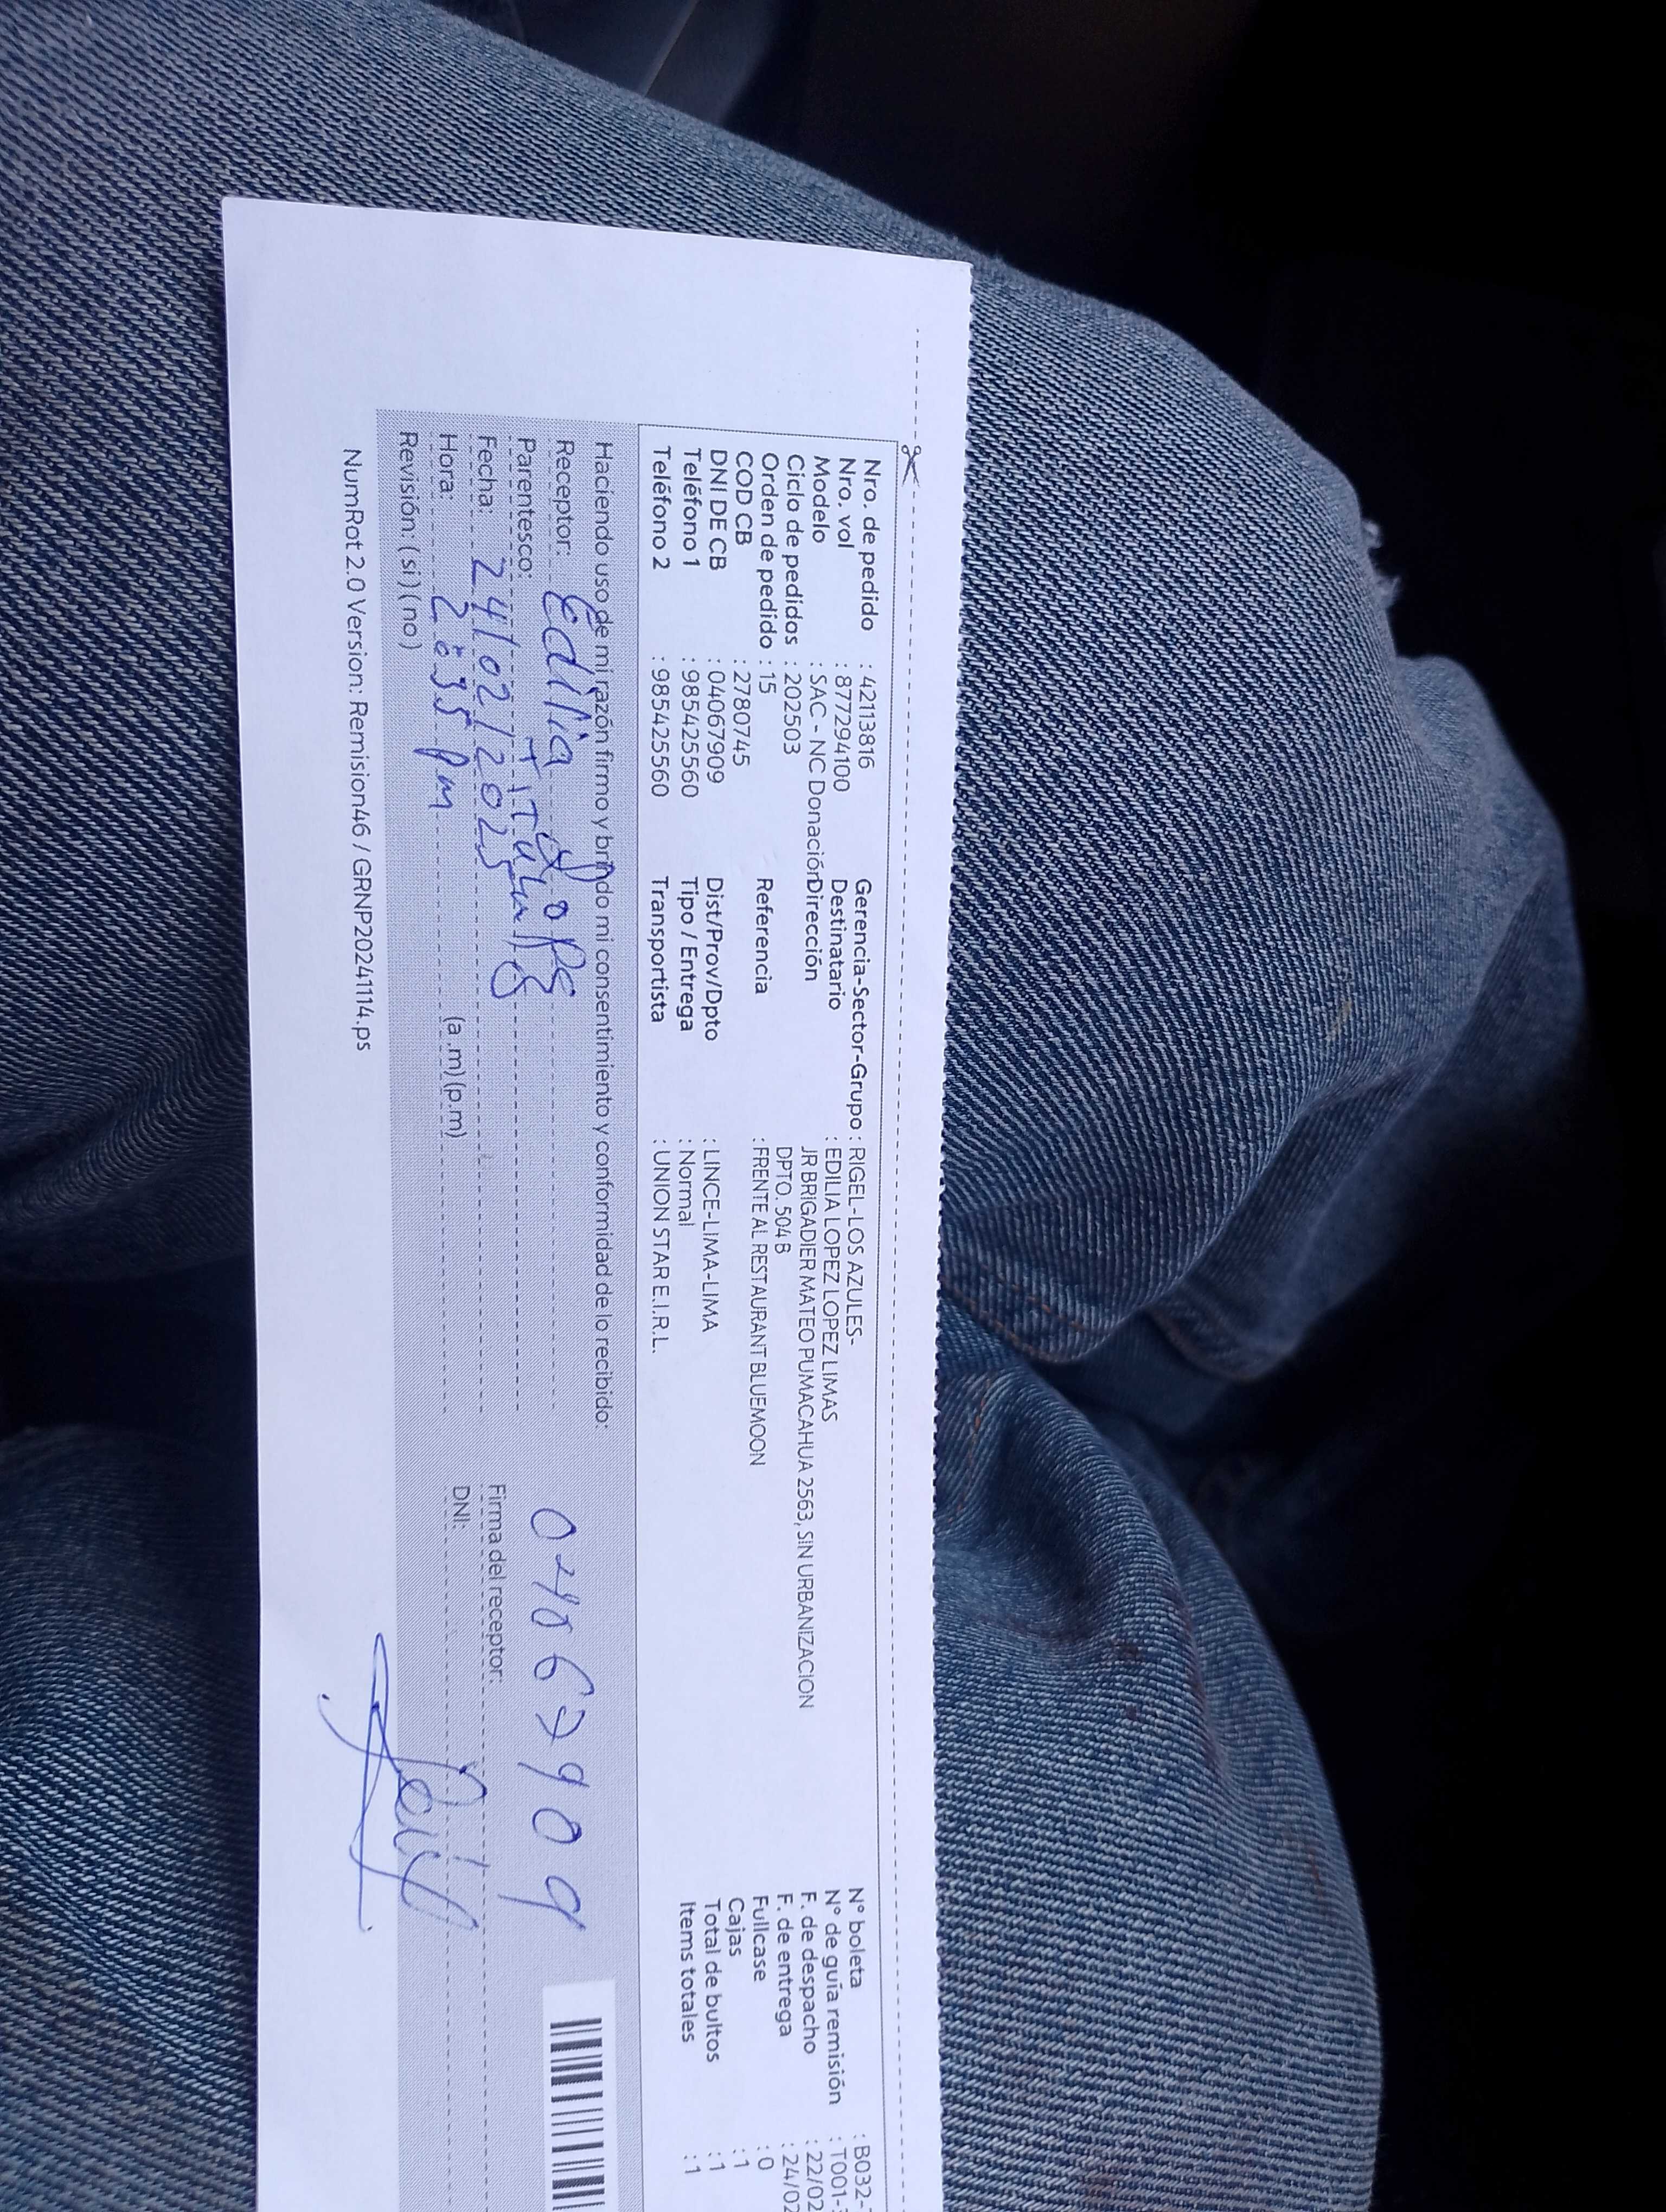 Nro. de pedido : 42113816
Nro. vol : 877294100
Modelo : SAC - NC Donación
Ciclo de pedidos : 202503
Orden de pedido : 15
COD CB : 2780745
DNI DE CB : 04067909
Teléfono 1 : 985425560
Teléfono 2 : 985425560
Gerencia-Sector-Grupo : RIGEL-LOS AZULES-
Destinatario : EDILIA LOPEZ LOPEZ LIMAS
Dirección JR BRIGADIER MATEO PUMACAHUA 2563, SIN URBANIZACION
DPTO. 504 B
Referencia : FRENTE AL RESTAURANT BLUEMOON
Dist/Prov/Dpto : LINCE-LIMA-LIMA
Tipo / Entrega : Normal
Transportista : UNION STAR E.I.R.L.
N° boleta : B032-
N° de guía remisión : T001-
F. de despacho : 22/02
F. de entrega : 24/02
Fullcase : 0
Cajas : 1
Total de bultos : 1
Items totales : 1
Haciendo uso de mi razón firmo y brindo mi consentimiento y conformidad de lo recibido:
Receptor: Edilia Lopez
Parentesco: Titular
Fecha: 24/02/2025
Hora: 2:35 pm (a.m) (p.m)
Revisión: (si) (no)
04067909
Firma del receptor:
DNI:
NumRot 2.0 Version: Remision46 / GRNP20241114.ps